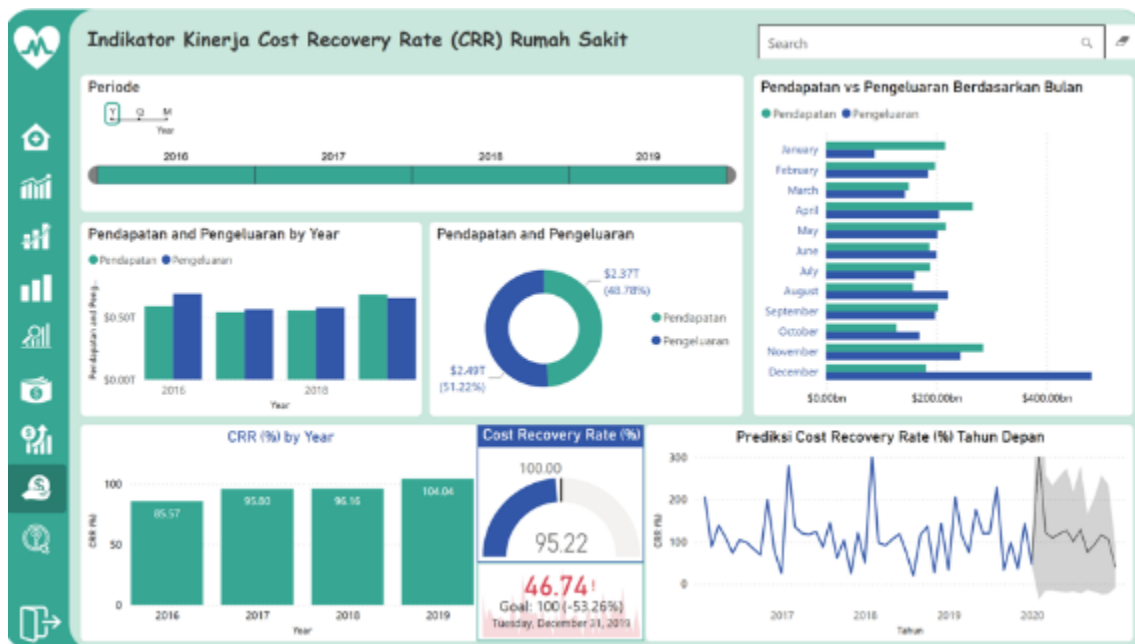 Indikator Kinerja Cost Recovery Rate (CRR) Rumah Sakit
Search
Periode
Y Q M
Year
2016 2017 2018 2019
Pendapatan and Pengeluaran by Year
Pendapatan Pengeluaran
Pendapatan and Peng...
$0.50T
$0.00T
2016 2018
Year
Pendapatan and Pengeluaran
$2.37T
(48.78%)
Pendapatan
Pengeluaran
$2.49T
(51.22%)
Pendapatan vs Pengeluaran Berdasarkan Bulan
Pendapatan Pengeluaran
January
February
March
April
May
June
July
August
September
October
November
December
$0.00bn $200.00bn $400.00bn
CRR (%) by Year
CRR (%)
100
50
0
85.57
95.80
96.16
104.04
2016 2017 2018 2019
Year
Cost Recovery Rate (%)
100.00
95.22
46.74!
Goal: 100 (-53.26%)
Tuesday, December 31, 2019
Prediksi Cost Recovery Rate (%) Tahun Depan
CRR (%)
300
200
100
0
2017 2018 2019 2020
Tahun